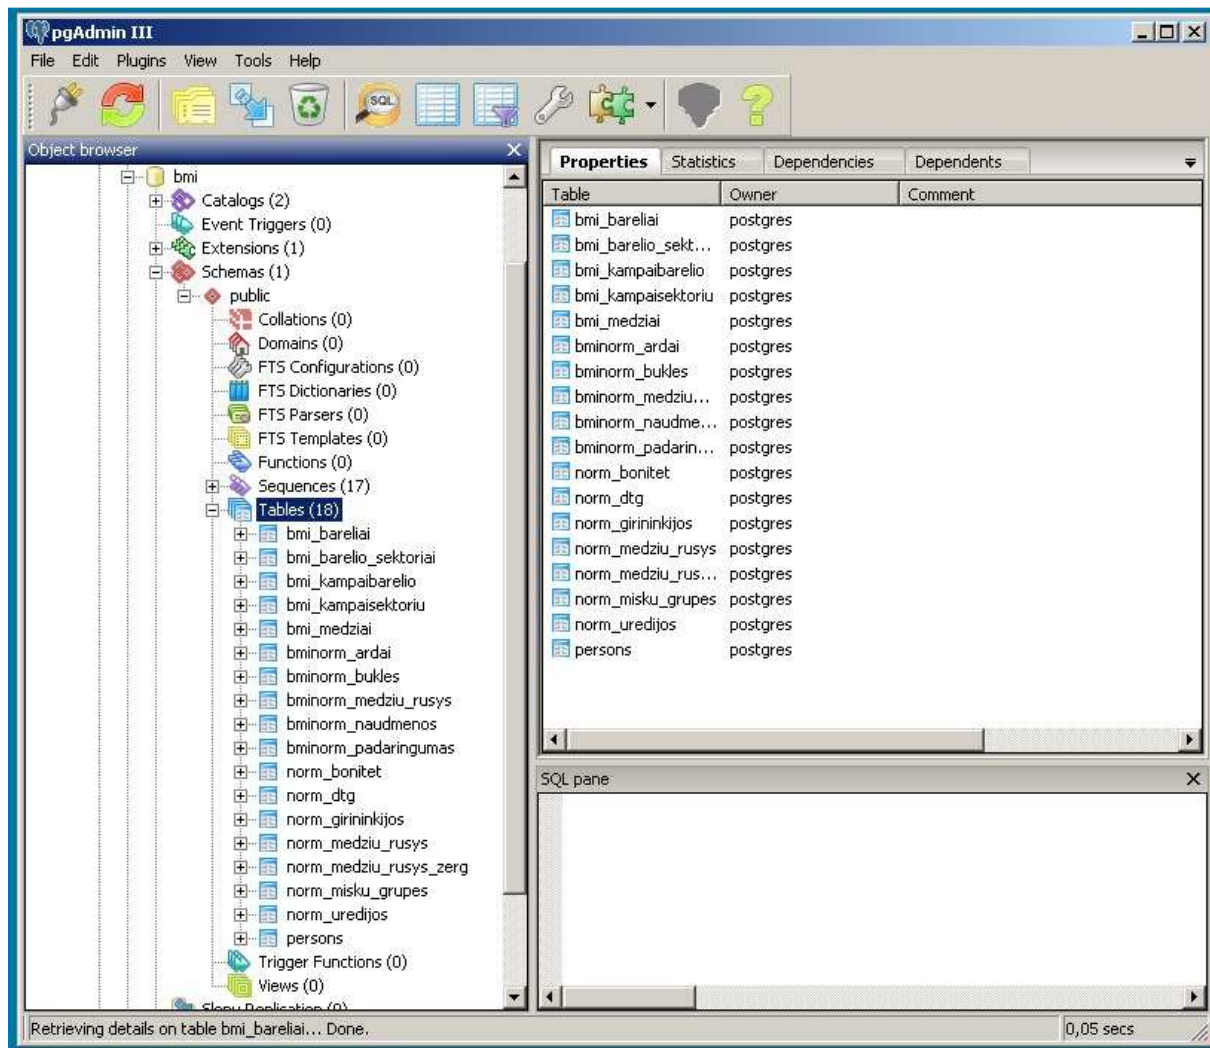 pgAdmin III
File Edit Plugins View Tools Help
SQL
Object browser
bmi
Catalogs (2)
Event Triggers (0)
Extensions (1)
Schemas (1)
public
Collations (0)
Domains (0)
FTS Configurations (0)
FTS Dictionaries (0)
FTS Parsers (0)
FTS Templates (0)
Functions (0)
Sequences (17)
Tables (18)
bmi_bareliai
bmi_barelio_sektoriai
bmi_kampaibarelio
bmi_kampaisektoriu
bmi_medziai
bminorm_ardai
bminorm_bukles
bminorm_medziu_rusys
bminorm_naudmenos
bminorm_padaringumas
norm_bonitet
norm_dtg
norm_girininkijos
norm_medziu_rusys
norm_medziu_rusys_zerg
norm_misku_grupes
norm_uredijos
persons
Trigger Functions (0)
Views (0)
Slony Replication (0)
Properties Statistics Dependencies Dependents
Table Owner Comment
bmi_bareliai postgres
bmi_barelio_sekt... postgres
bmi_kampaibarelio postgres
bmi_kampaisektoriu postgres
bmi_medziai postgres
bminorm_ardai postgres
bminorm_bukles postgres
bminorm_medziu... postgres
bminorm_naudme... postgres
bminorm_padarin... postgres
norm_bonitet postgres
norm_dtg postgres
norm_girininkijos postgres
norm_medziu_rusys postgres
norm_medziu_rus... postgres
norm_misku_grupes postgres
norm_uredijos postgres
persons postgres
SQL pane
Retrieving details on table bmi_bareliai... Done. 0,05 secs